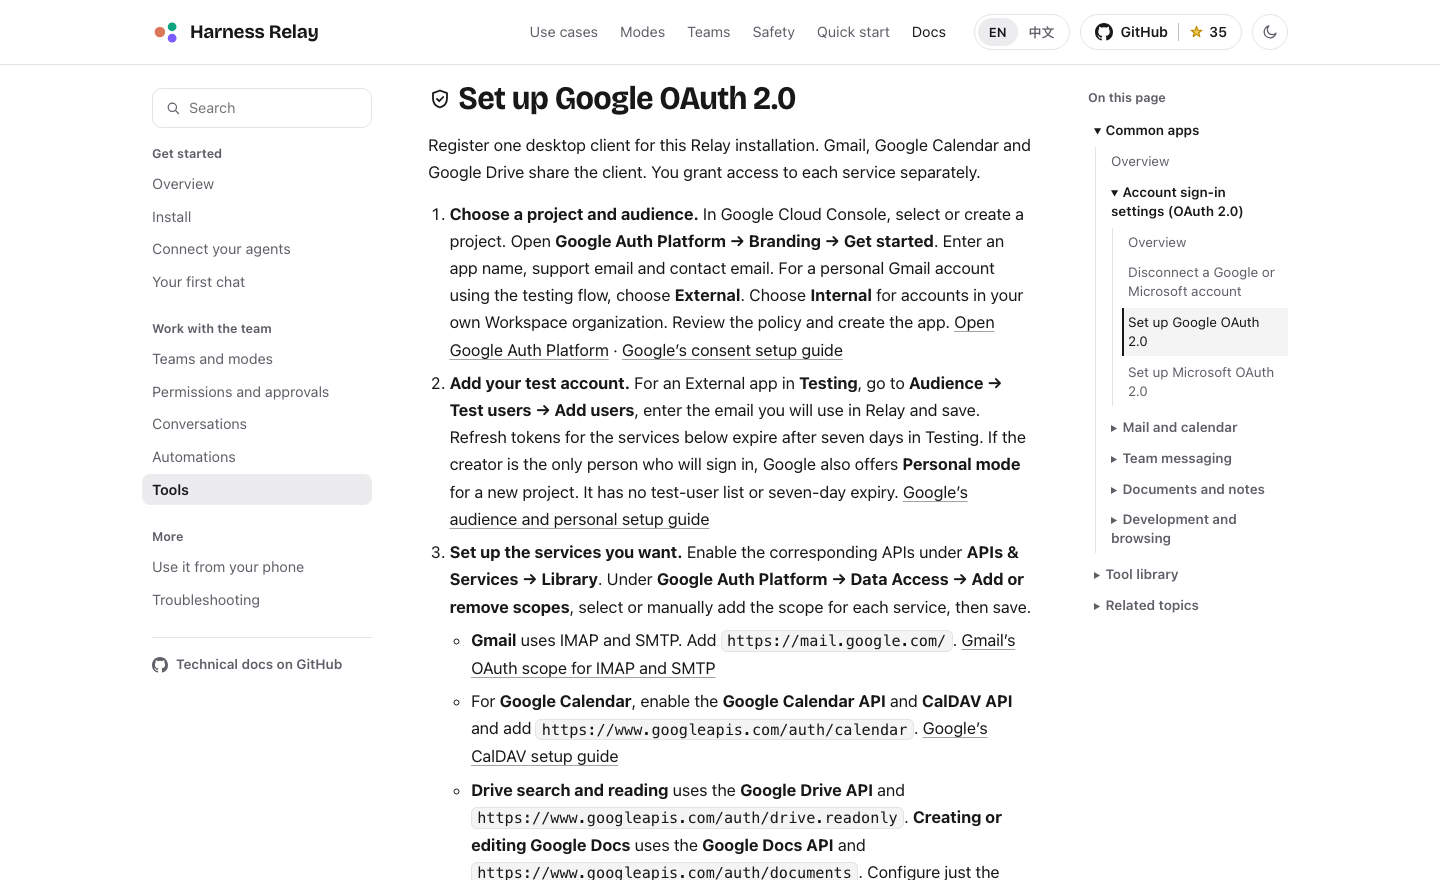 Harness Relay
Use cases
Modes
Teams
Safety
Quick start
Docs
EN
中文
GitHub
35
Search
Get started
Overview
Install
Connect your agents
Your first chat
Work with the team
Teams and modes
Permissions and approvals
Conversations
Automations
Tools
More
Use it from your phone
Troubleshooting
Technical docs on GitHub
Set up Google OAuth 2.0
Register one desktop client for this Relay installation. Gmail, Google Calendar and
Google Drive share the client. You grant access to each service separately.
1. Choose a project and audience. In Google Cloud Console, select or create a
project. Open Google Auth Platform → Branding → Get started. Enter an
app name, support email and contact email. For a personal Gmail account
using the testing flow, choose External. Choose Internal for accounts in your
own Workspace organization. Review the policy and create the app. Open
Google Auth Platform · Google's consent setup guide
2. Add your test account. For an External app in Testing, go to Audience →
Test users → Add users, enter the email you will use in Relay and save.
Refresh tokens for the services below expire after seven days in Testing. If the
creator is the only person who will sign in, Google also offers Personal mode
for a new project. It has no test-user list or seven-day expiry. Google's
audience and personal setup guide
3. Set up the services you want. Enable the corresponding APIs under APIs &
Services → Library. Under Google Auth Platform → Data Access → Add or
remove scopes, select or manually add the scope for each service, then save.
Gmail uses IMAP and SMTP. Add https://mail.google.com/. Gmail's
OAuth scope for IMAP and SMTP
For Google Calendar, enable the Google Calendar API and CalDAV API
and add https://www.googleapis.com/auth/calendar. Google's
CalDAV setup guide
Drive search and reading uses the Google Drive API and
https://www.googleapis.com/auth/drive.readonly. Creating or
editing Google Docs uses the Google Docs API and
https://www.googleapis.com/auth/documents. Configure just the
On this page
Common apps
Overview
Account sign-in
settings (OAuth 2.0)
Overview
Disconnect a Google or
Microsoft account
Set up Google OAuth
2.0
Set up Microsoft OAuth
2.0
Mail and calendar
Team messaging
Documents and notes
Development and
browsing
Tool library
Related topics